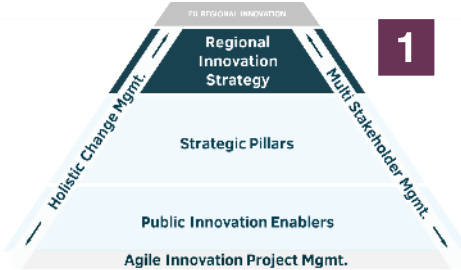 EU REGIONAL INNOVATION
1
Regional
Innovation
Strategy
Holistic Change Mgmt.
Multi Stakeholder Mgmt.
Strategic Pillars
Public Innovation Enablers
Agile Innovation Project Mgmt.